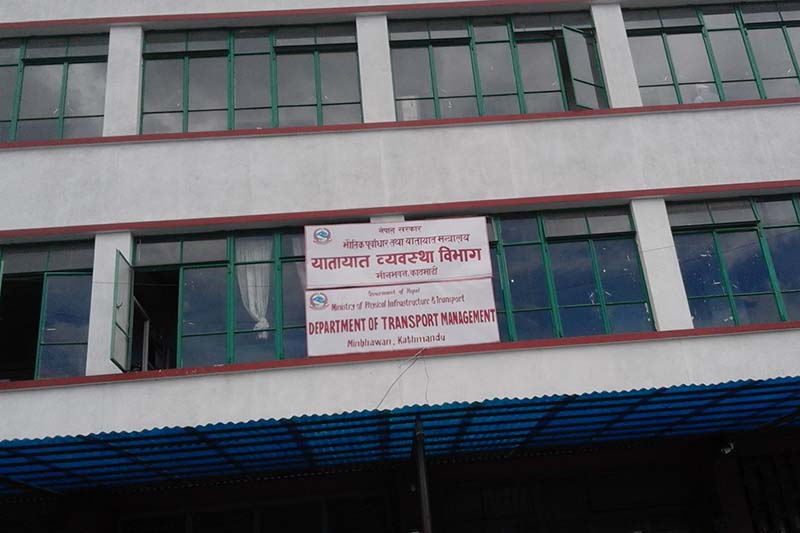 नेपाल सरकार
भौतिक पूर्वाधार तथा यातायात मन्त्रालय
यातायात व्यवस्था विभाग
मीनभवन, काठमाडौं
Government of Nepal
Ministry of Physical Infrastructure & Transport
DEPARTMENT OF TRANSPORT MANAGEMENT
Minbhawan, Kathmandu